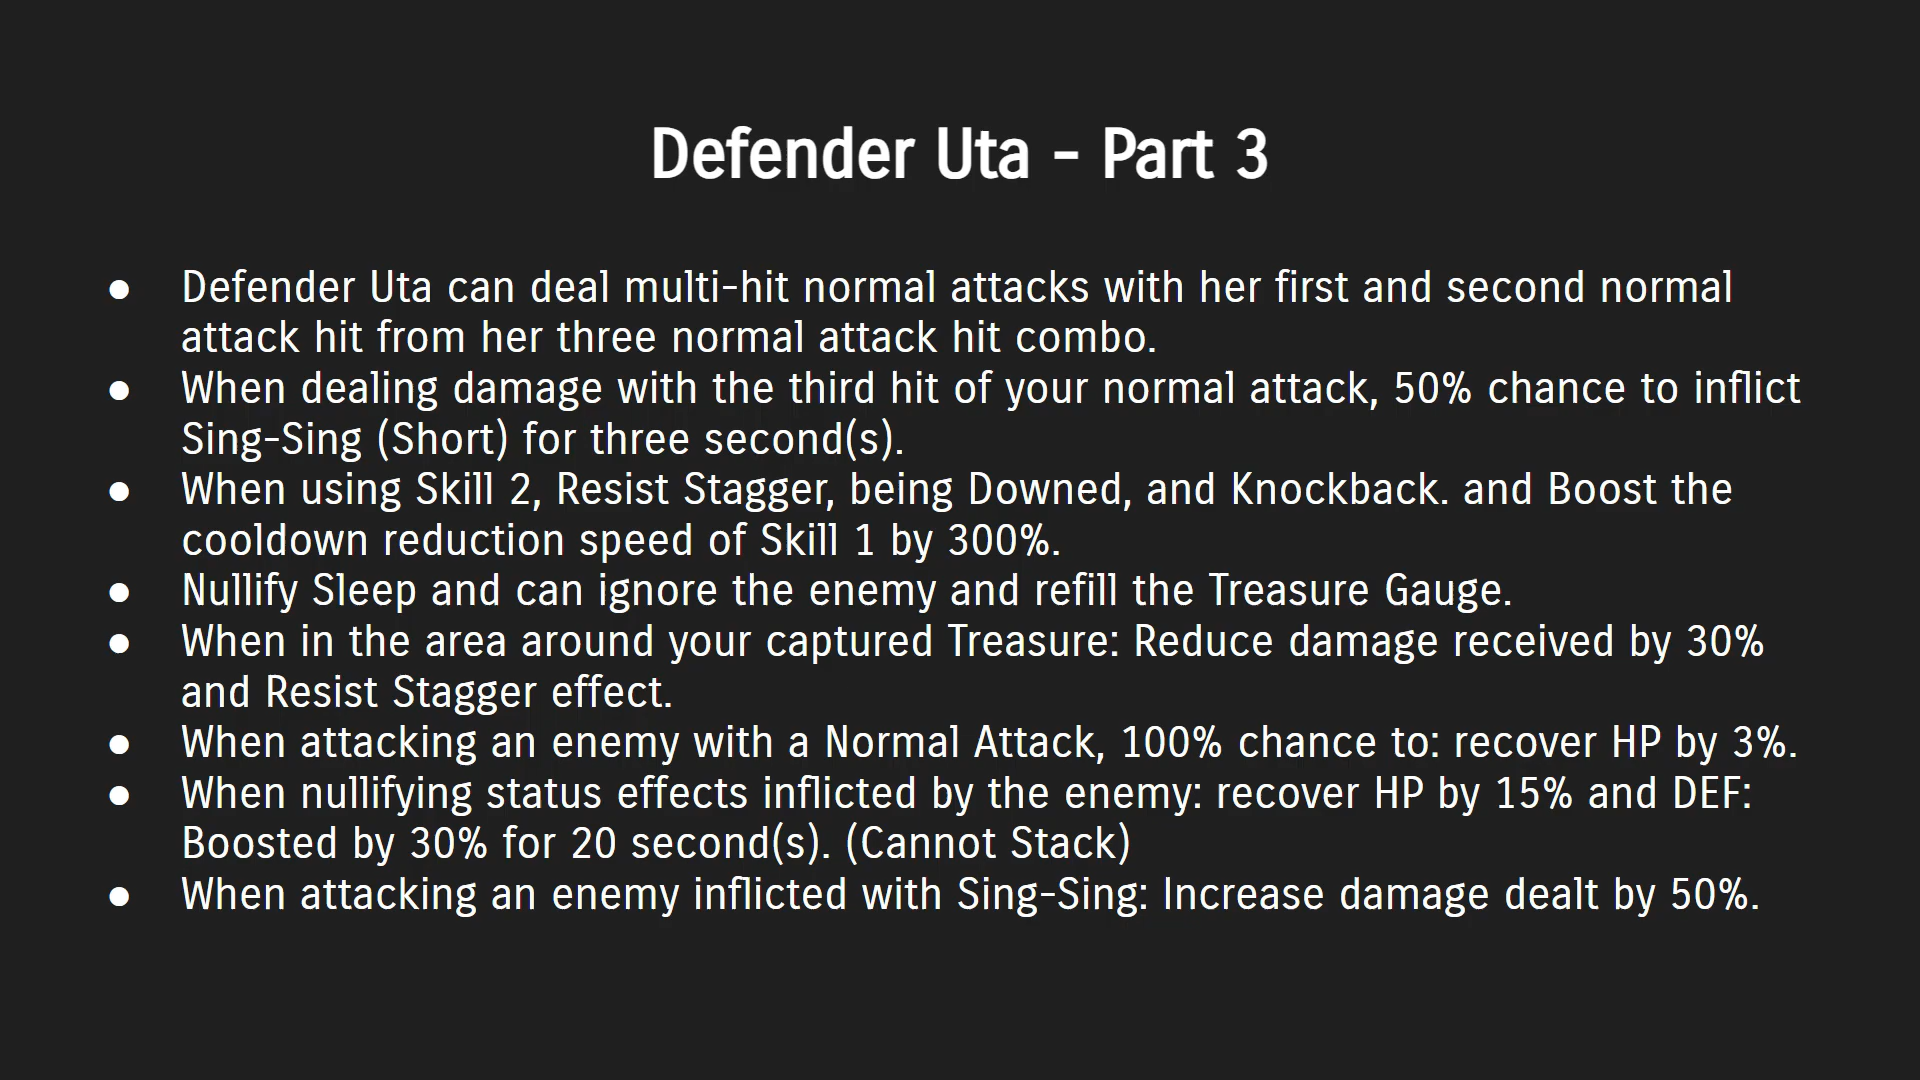 Defender Uta - Part 3
● Defender Uta can deal multi-hit normal attacks with her first and second normal
attack hit from her three normal attack hit combo.
● When dealing damage with the third hit of your normal attack, 50% chance to inflict
Sing-Sing (Short) for three second(s).
● When using Skill 2, Resist Stagger, being Downed, and Knockback. and Boost the
cooldown reduction speed of Skill 1 by 300%.
● Nullify Sleep and can ignore the enemy and refill the Treasure Gauge.
● When in the area around your captured Treasure: Reduce damage received by 30%
and Resist Stagger effect.
● When attacking an enemy with a Normal Attack, 100% chance to: recover HP by 3%.
● When nullifying status effects inflicted by the enemy: recover HP by 15% and DEF:
Boosted by 30% for 20 second(s). (Cannot Stack)
● When attacking an enemy inflicted with Sing-Sing: Increase damage dealt by 50%.